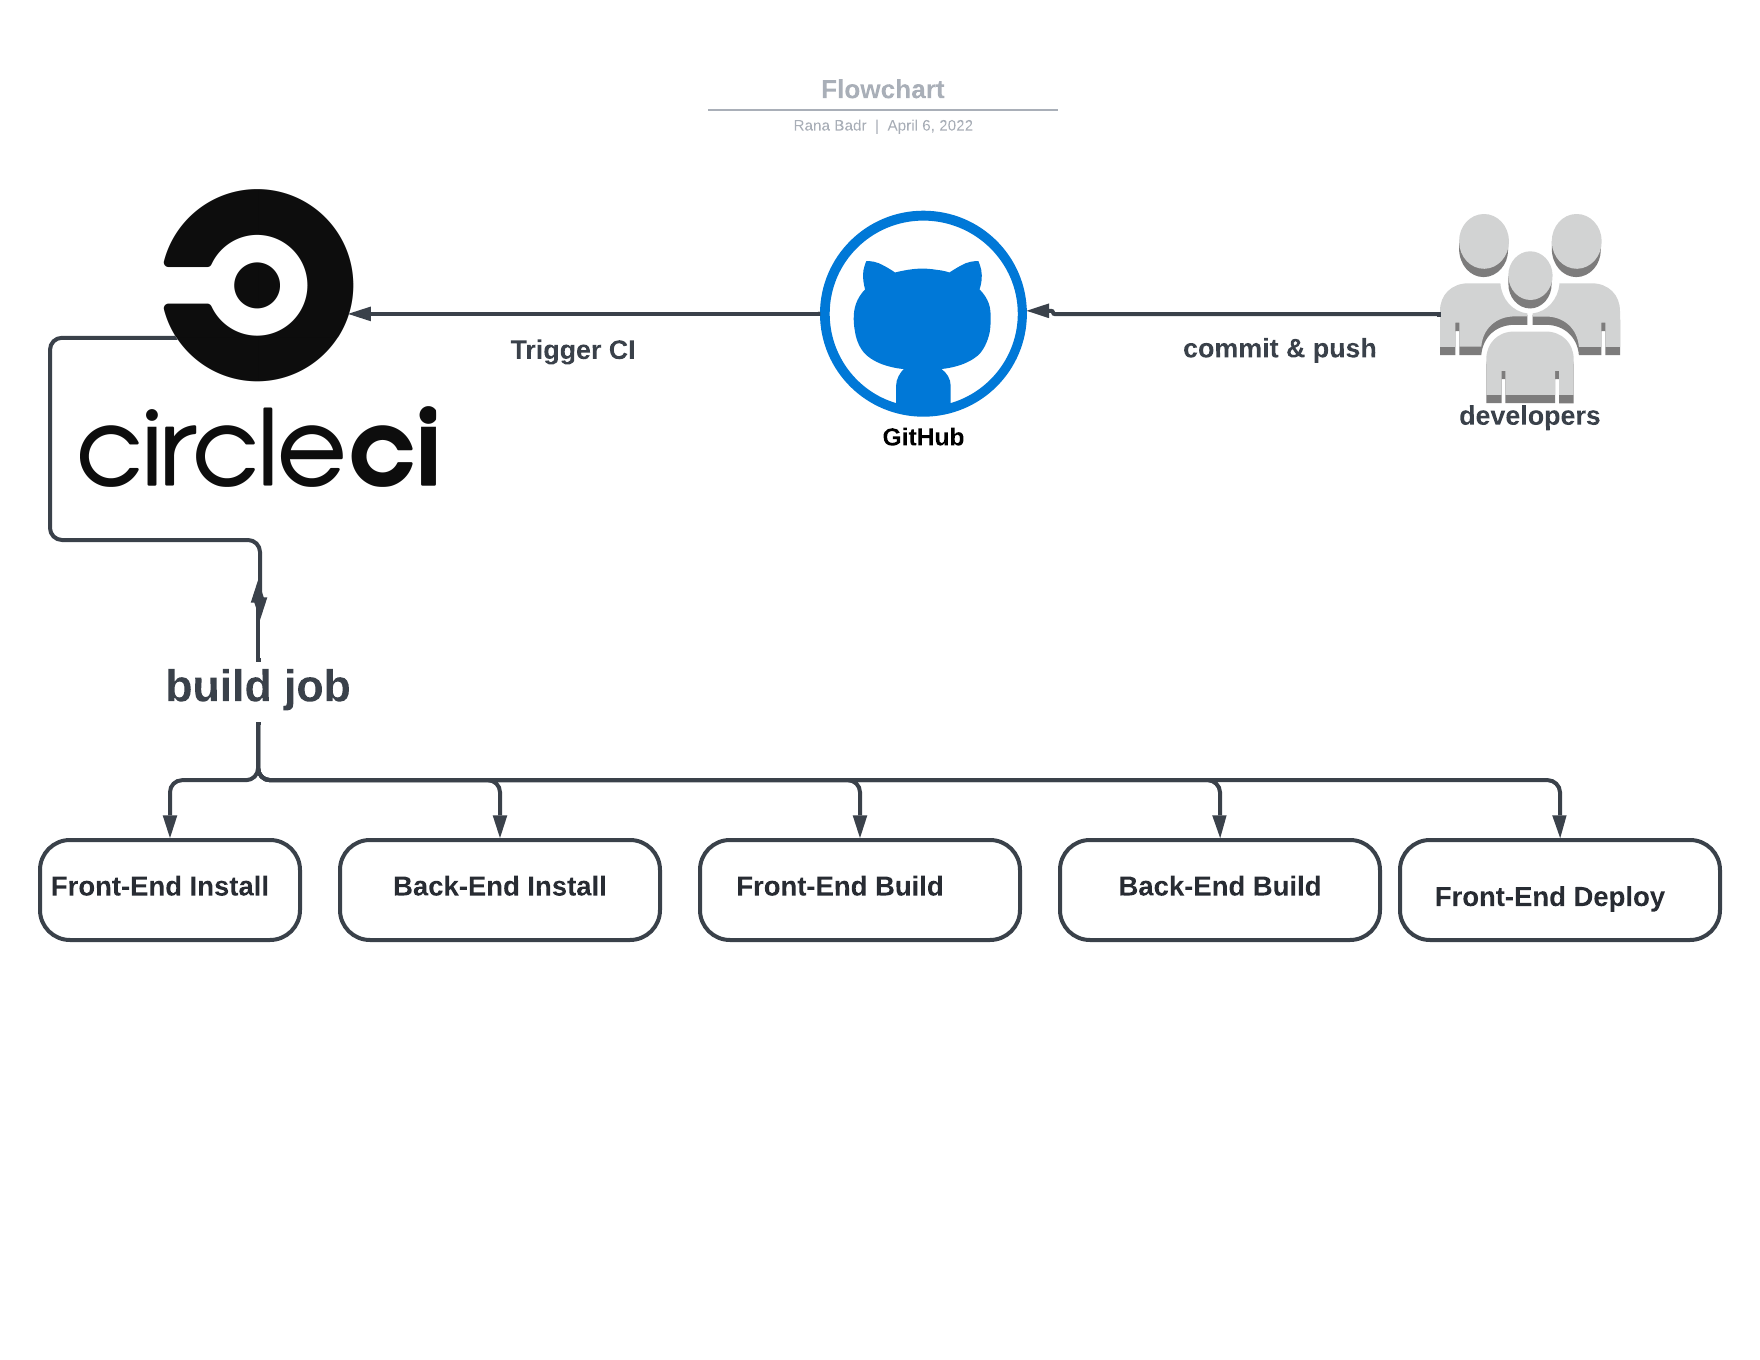 Flowchart
Rana Badr | April 6, 2022
Trigger CI
commit & push
developers
GitHub
circleci
build job
Front-End Install
Back-End Install
Front-End Build
Back-End Build
Front-End Deploy